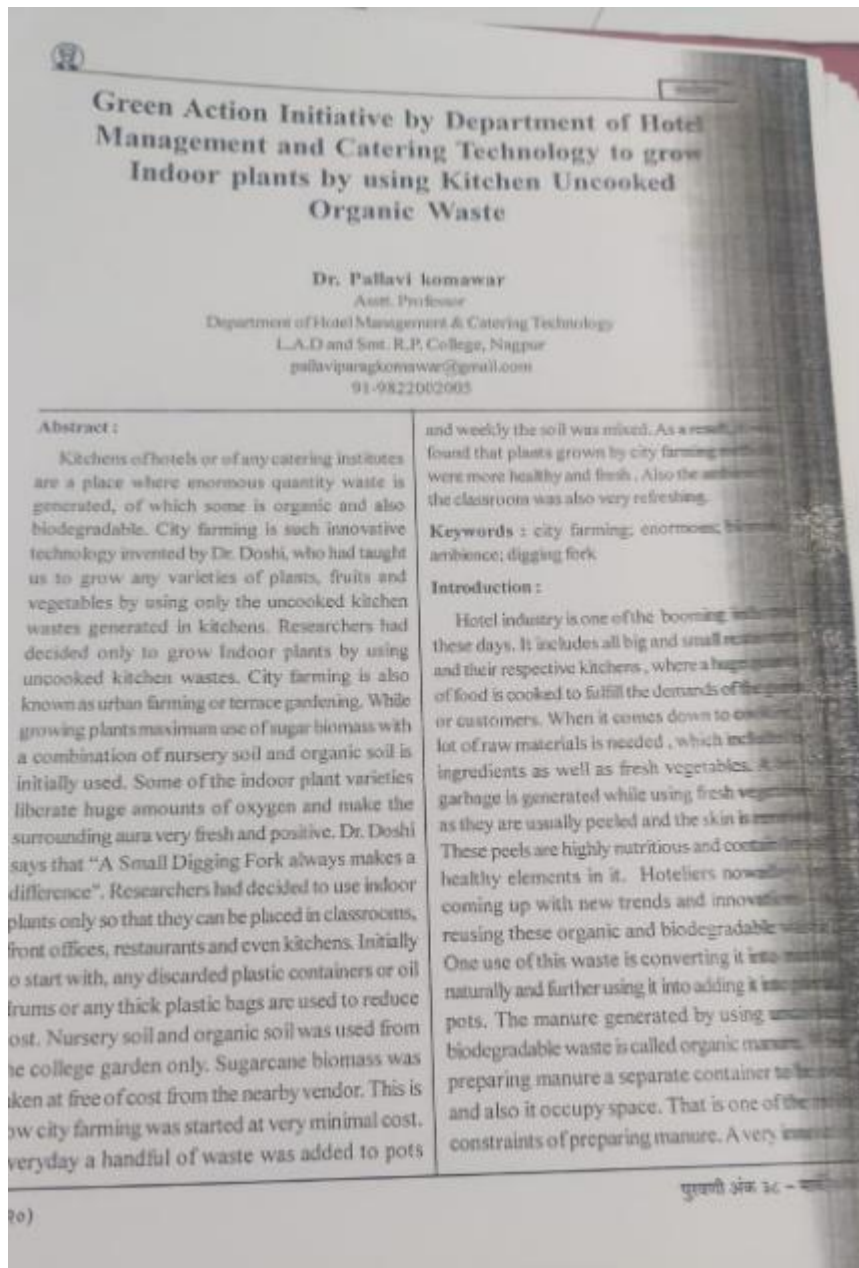 Green Action Initiative by Department of Hotel
Management and Catering Technology to grow
Indoor plants by using Kitchen Uncooked
Organic Waste
Dr. Pallavi komawar
Asst. Professor
Department of Hotel Management & Catering Technology
L.A.D and Smt. R.P. College, Nagpur
pallaviparagkomawar@gmail.com
91-9822002005
Abstract :
Kitchens of hotels or of any catering institutes
are a place where enormous quantity waste is
generated, of which some is organic and also
biodegradable. City farming is such innovative
technology invented by Dr. Doshi, who had taught
us to grow any varieties of plants, fruits and
vegetables by using only the uncooked kitchen
wastes generated in kitchens. Researchers had
decided only to grow Indoor plants by using
uncooked kitchen wastes. City farming is also
known as urban farming or terrace gardening. While
growing plants maximum use of sugar biomass with
a combination of nursery soil and organic soil is
initially used. Some of the indoor plant varieties
liberate huge amounts of oxygen and make the
surrounding aura very fresh and positive. Dr. Doshi
says that "A Small Digging Fork always makes a
difference". Researchers had decided to use indoor
plants only so that they can be placed in classrooms,
front offices, restaurants and even kitchens. Initially
o start with, any discarded plastic containers or oil
rums or any thick plastic bags are used to reduce
ost. Nursery soil and organic soil was used from
he college garden only. Sugarcane biomass was
ken at free of cost from the nearby vendor. This is
ow city farming was started at very minimal cost.
veryday a handful of waste was added to pots
and weekly the soil was mixed. As a result,
found that plants grown by city farming
were more healthy and fresh . Also the
the classroom was also very refreshing.
Keywords : city farming; enormoes;
ambience; digging fork
Introduction :
Hotel industry is one of the booming
these days. It includes all big and small
and their respective kitchens , where a huge
of food is cooked to fulfill the demands of the
or customers. When it comes down to
lot of raw materials is needed , which
ingredients as well as fresh vegetables.
garbage is generated while using fresh
as they are usually peeled and the skin is
These peels are highly nutritious and contain
healthy elements in it. Hoteliers
coming up with new trends and
reusing these organic and biodegradable
One use of this waste is converting it into
naturally and further using it into adding it into
pots. The manure generated by using
biodegradable waste is called organic manure.
preparing manure a separate container to be
and also it occupy space. That is one of the
constraints of preparing manure. A very
पुरवणी अंक ३८ –
२०)